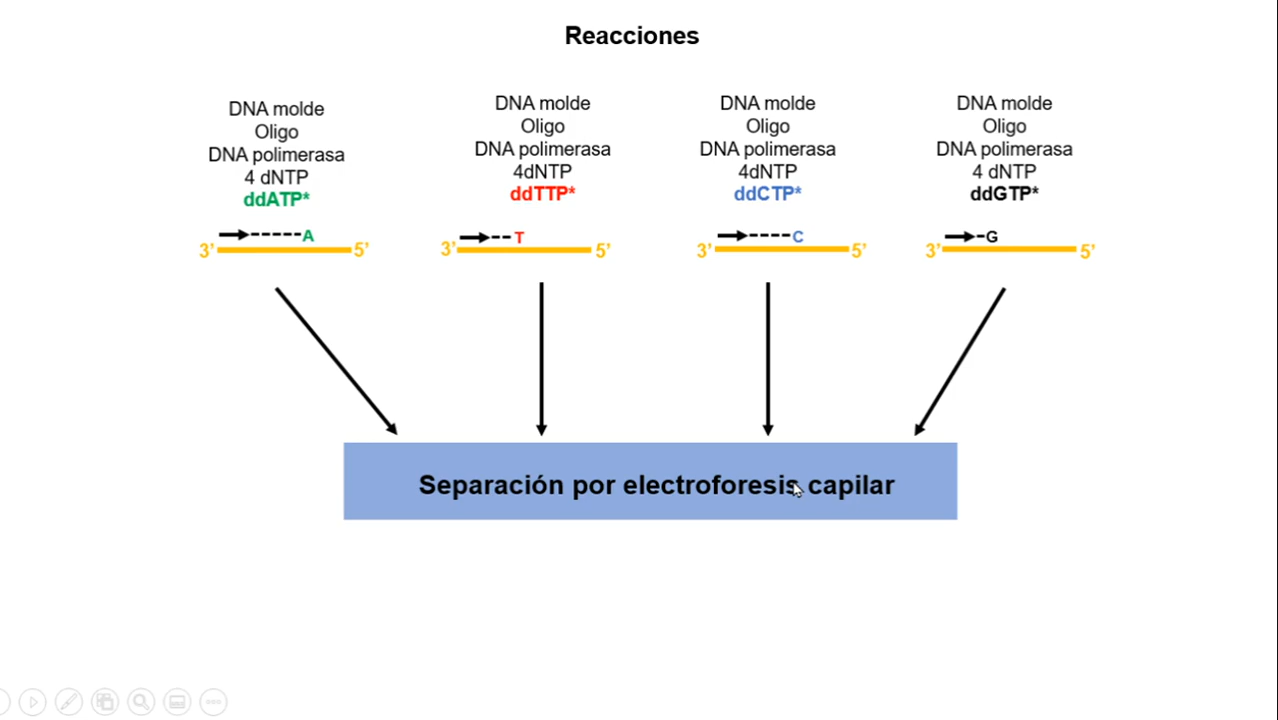 Reacciones
DNA molde
Oligo
DNA polimerasa
4 dNTP
ddATP*
A
3’ 5’
DNA molde
Oligo
DNA polimerasa
4dNTP
ddTTP*
T
3’ 5’
DNA molde
Oligo
DNA polimerasa
4dNTP
ddCTP*
C
3’ 5’
DNA molde
Oligo
DNA polimerasa
4 dNTP
ddGTP*
G
3’ 5’
Separación por electroforesis capilar